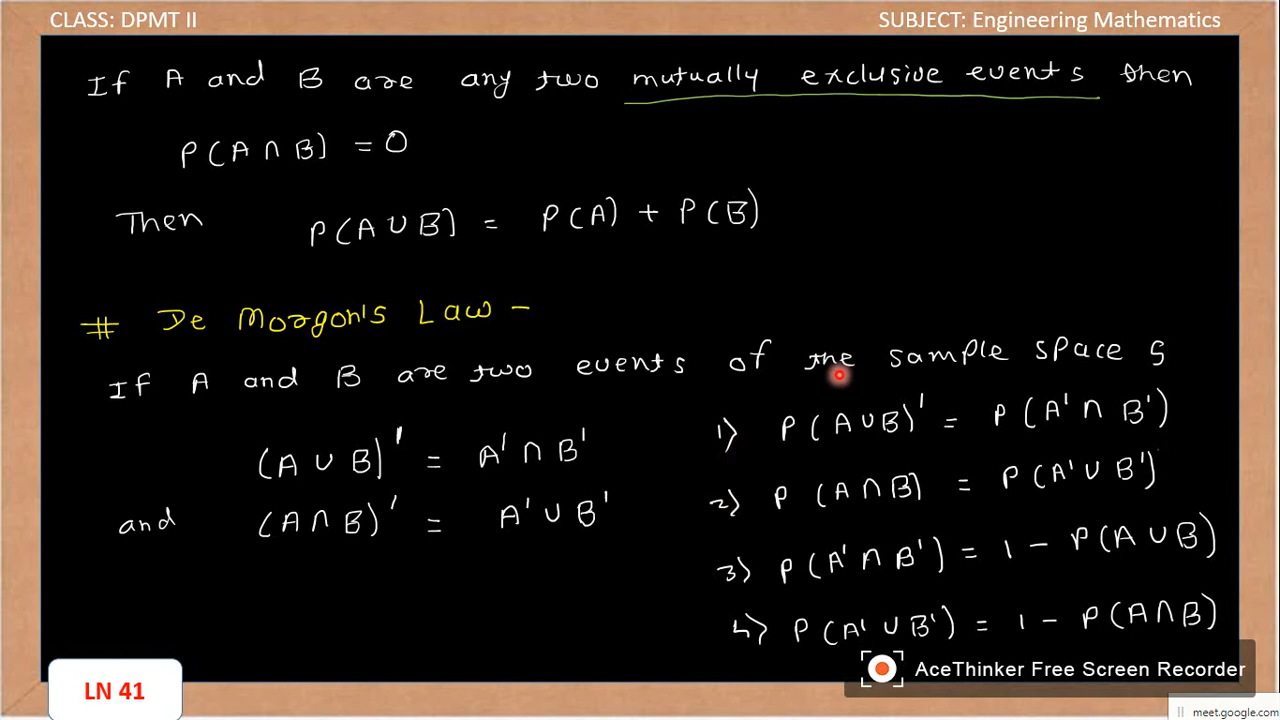 CLASS: DPMT II
SUBJECT: Engineering Mathematics
If A and B are any two mutually exclusive events then
P(A ∩ B) = 0
Then P(A ∪ B) = P(A) + P(B)
# De Morgon's Law -
If A and B are two events of the sample space S
(A ∪ B)' = A' ∩ B'
and (A ∩ B)' = A' ∪ B'
1) P(A ∪ B)' = P(A' ∩ B')
2) P(A ∩ B) = P(A' ∪ B')
3) P(A' ∩ B') = 1 - P(A ∪ B)
4) P(A' ∪ B') = 1 - P(A ∩ B)
AceThinker Free Screen Recorder
LN 41
meet.google.com